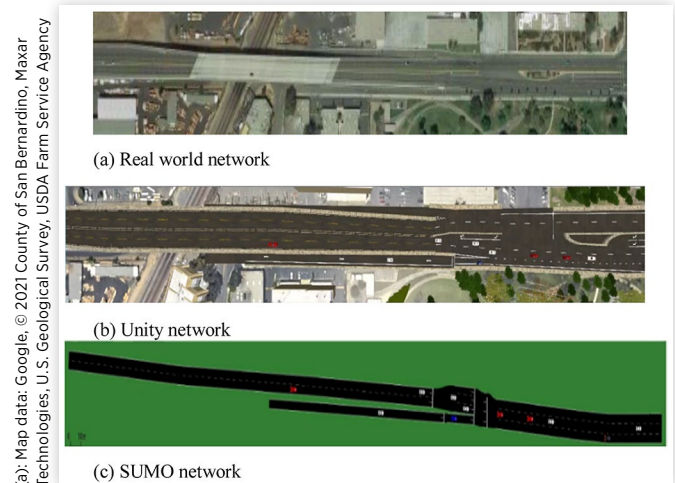 (a): Map data: Google, © 2021 County of San Bernardino, Maxar
Technologies, U.S. Geological Survey, USDA Farm Service Agency
(a) Real world network
(b) Unity network
(c) SUMO network